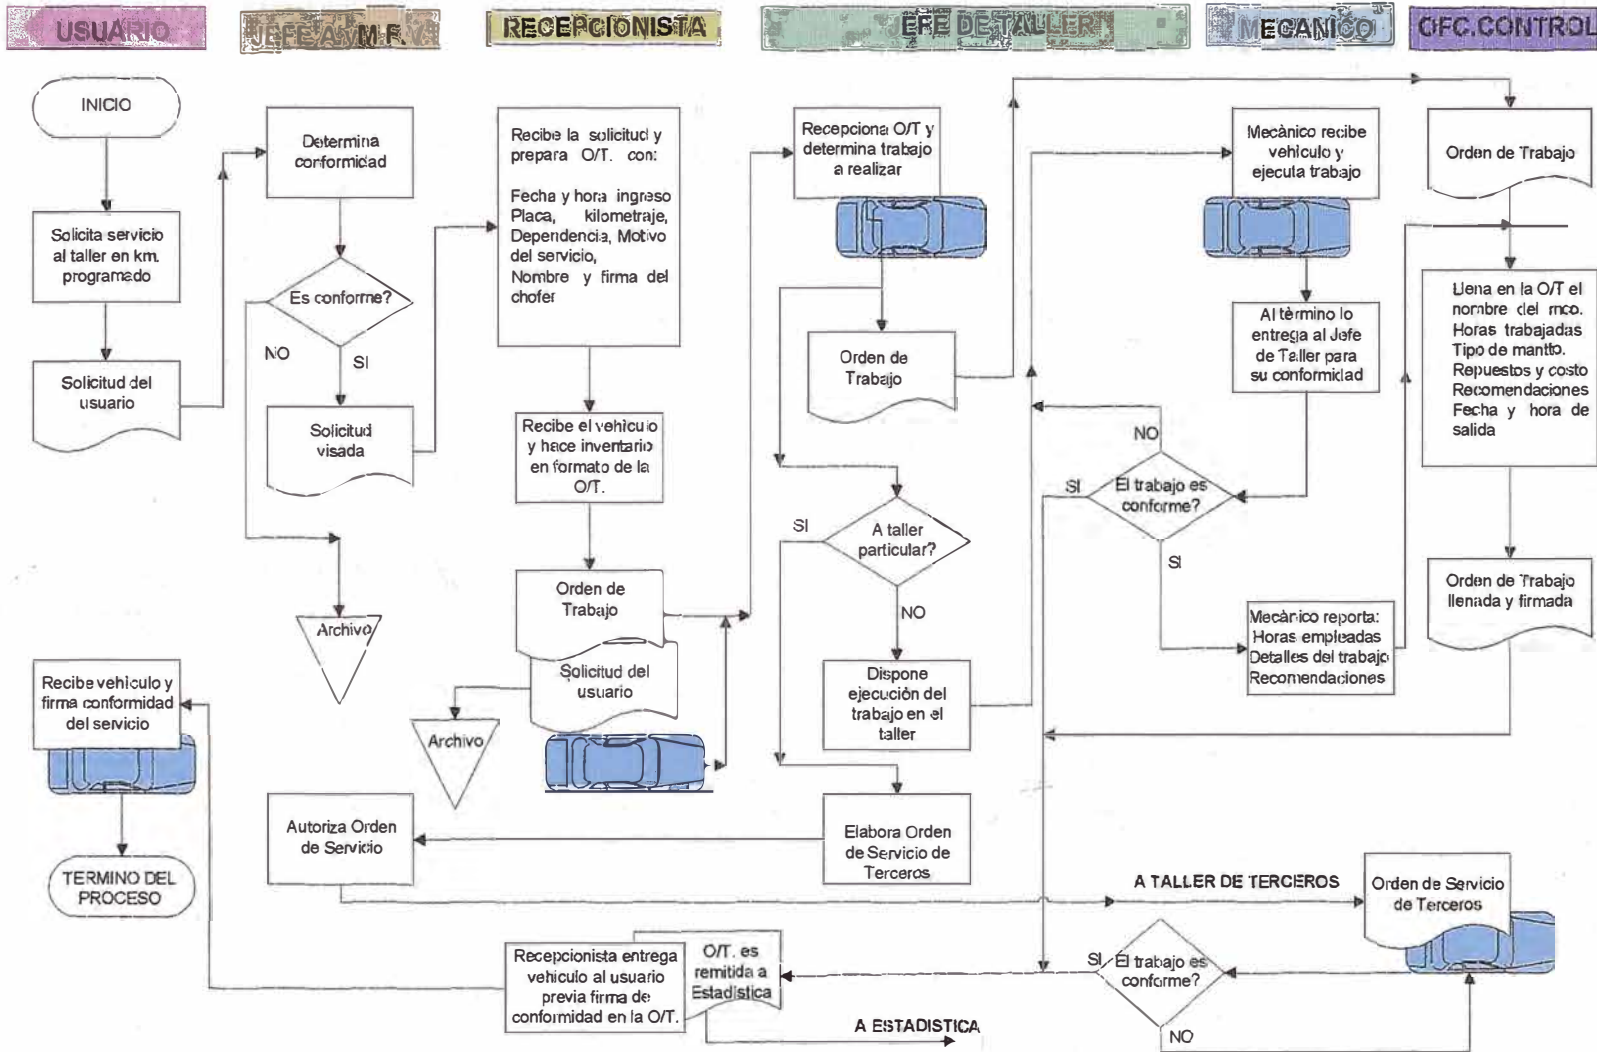 USUARIO
JEFE A.M.F.V.
RECEPCIONISTA
JEFE DE TALLER
MECANICO
OFC.CONTROL
INICIO
Solicita servicio
al taller en km.
programado
Solicitud del
usuario
Determina
conformidad
Es conforme?
NO
SI
Solicitud
visada
Archivo
Recibe la solicitud y
prepara O/T. con:
Fecha y hora ingreso
Placa, kilometraje,
Dependencia, Motivo
del servicio,
Nombre y firma del
chofer
Recibe el vehículo
y hace inventario
en formato de la
O/T.
Orden de
Trabajo
Solicitud del
usuario
Archivo
Recepciona O/T y
determina trabajo
a realizar
Orden de
Trabajo
SI
A taller
particular?
NO
Dispone
ejecución del
trabajo en el
taller
Elabora Orden
de Servicio de
Terceros
Mecànico recibe
vehículo y
ejecuta trabajo
Al tèrmino lo
entrega al Jefe
de Taller para
su conformidad
NO
SI
El trabajo es
conforme?
SI
Mecànico reporta:
Horas empleadas
Detalles del trabajo
Recomendaciones
Orden de Trabajo
Llena en la O/T el
nombre del mco.
Horas trabajadas
Tipo de mantto.
Repuestos y costo
Recomendaciones
Fecha y hora de
salida
Orden de Trabajo
llenada y firmada
Recibe vehículo y
firma conformidad
del servicio
TERMINO DEL
PROCESO
Autoriza Orden
de Servicio
A TALLER DE TERCEROS
Orden de Servicio
de Terceros
Recepcionista entrega
vehículo al usuario
previa firma de
conformidad en la O/T.
O/T. es
remitida a
Estadística
SI
El trabajo es
conforme?
NO
A ESTADISTICA